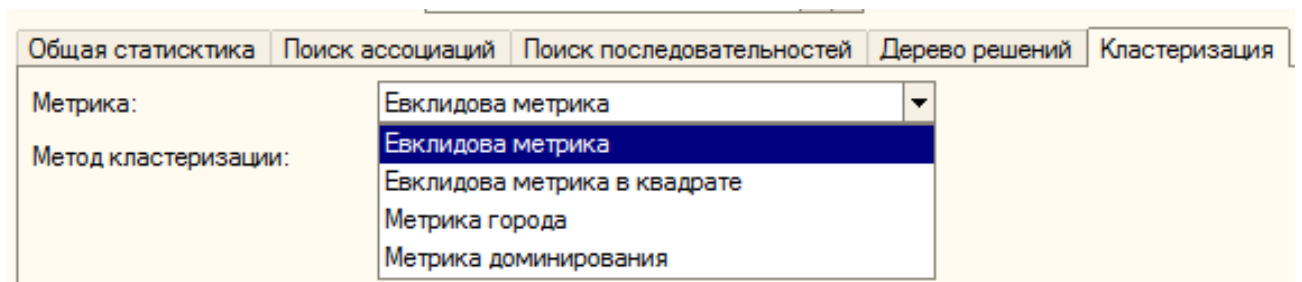 Общая статисктика Поиск ассоциаций Поиск последовательностей Дерево решений Кластеризация
Метрика: Евклидова метрика
Евклидова метрика
Метод кластеризации:
Евклидова метрика в квадрате
Метрика города
Метрика доминирования